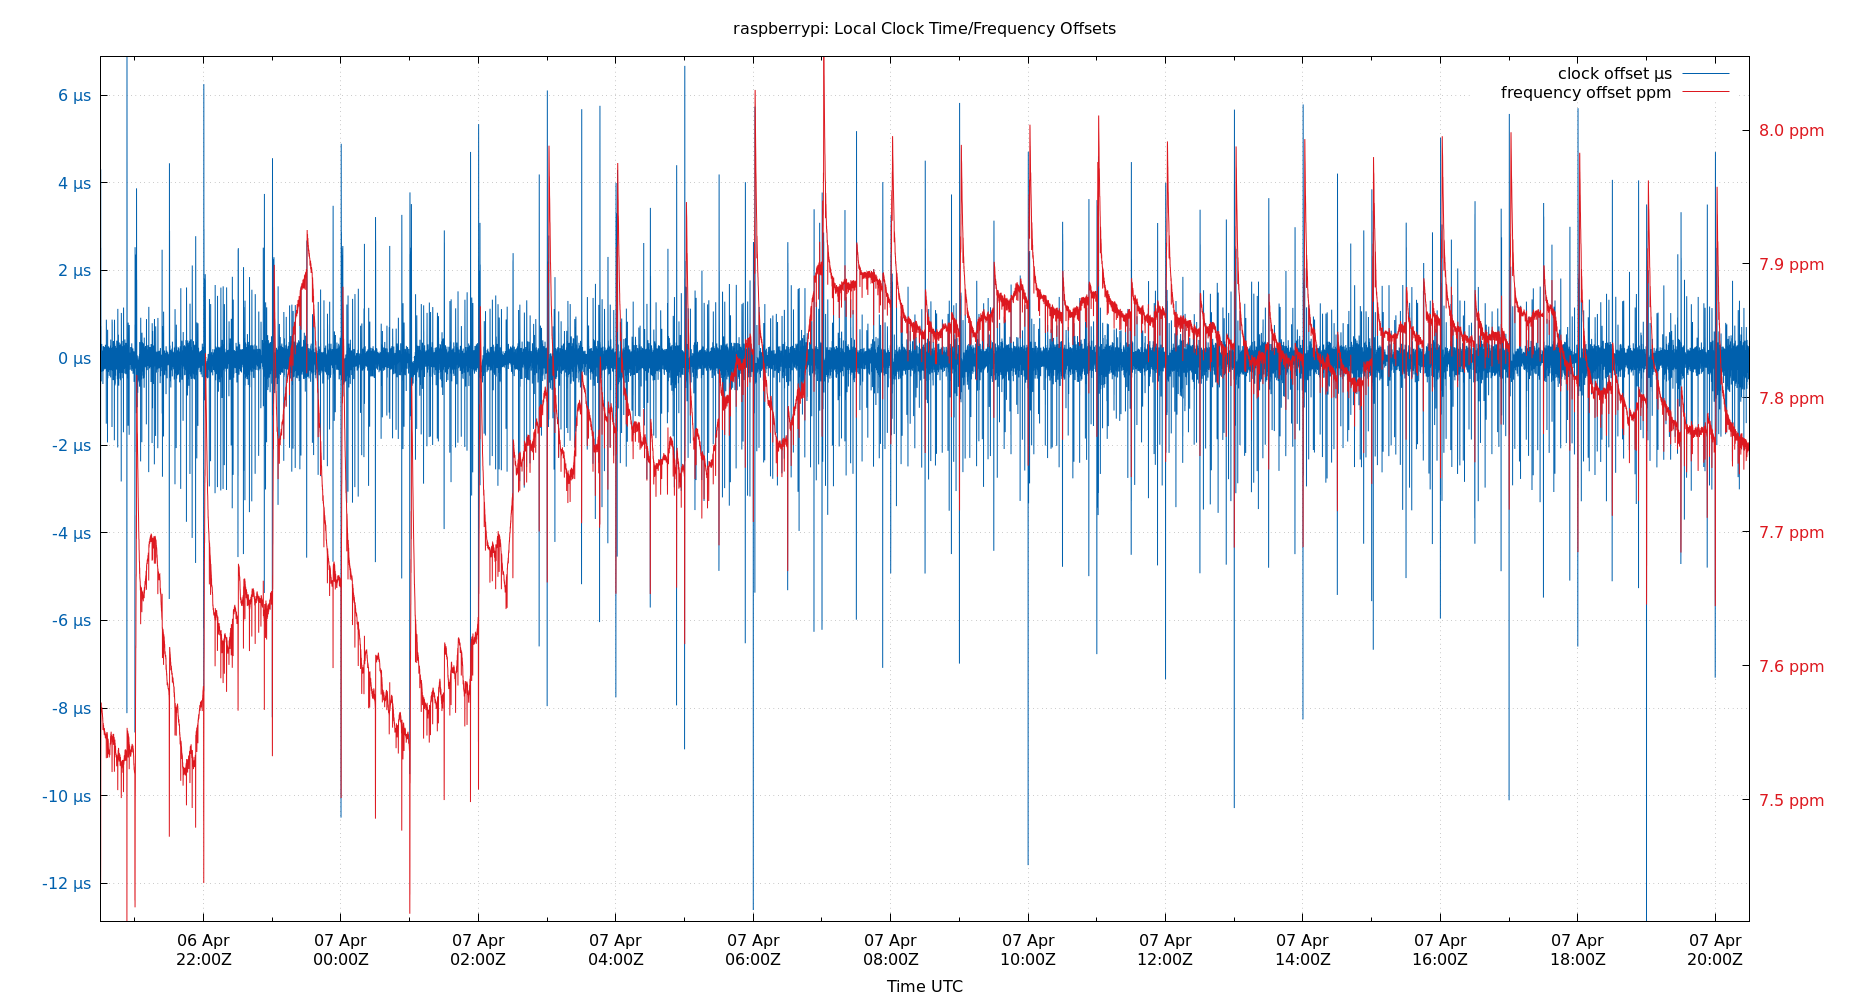 raspberrypi: Local Clock Time/Frequency Offsets
clock offset µs
frequency offset ppm
6 µs
4 µs
2 µs
0 µs
-2 µs
-4 µs
-6 µs
-8 µs
-10 µs
-12 µs
8.0 ppm
7.9 ppm
7.8 ppm
7.7 ppm
7.6 ppm
7.5 ppm
06 Apr
22:00Z
07 Apr
00:00Z
07 Apr
02:00Z
07 Apr
04:00Z
07 Apr
06:00Z
07 Apr
08:00Z
07 Apr
10:00Z
07 Apr
12:00Z
07 Apr
14:00Z
07 Apr
16:00Z
07 Apr
18:00Z
07 Apr
20:00Z
Time UTC